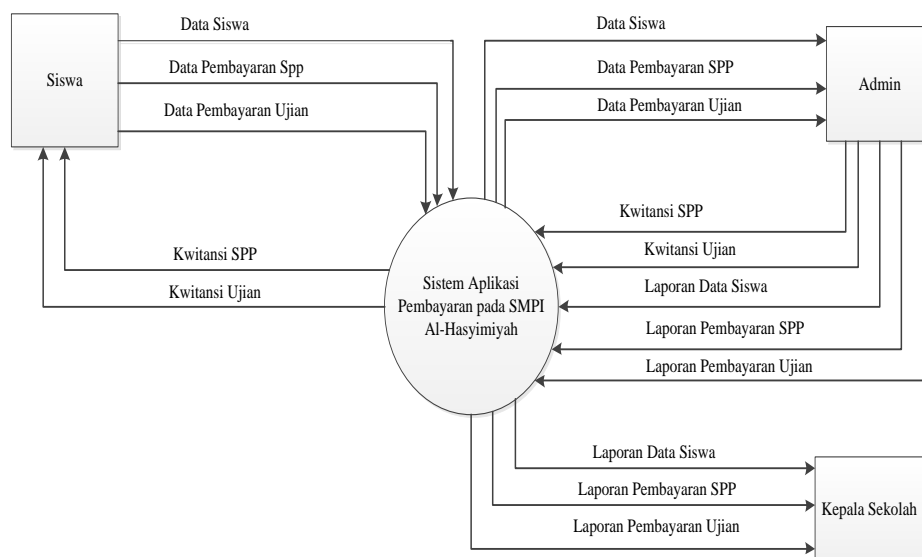 Data Siswa
Data Siswa
Siswa
Data Pembayaran Spp
Data Pembayaran SPP
Admin
Data Pembayaran Ujian
Data Pembayaran Ujian
Kwitansi SPP
Kwitansi Ujian
Kwitansi SPP
Kwitansi Ujian
Sistem Aplikasi
Pembayaran pada SMPI
Al-Hasyimiyah
Laporan Data Siswa
Laporan Pembayaran SPP
Laporan Pembayaran Ujian
Laporan Data Siswa
Laporan Pembayaran SPP
Laporan Pembayaran Ujian
Kepala Sekolah